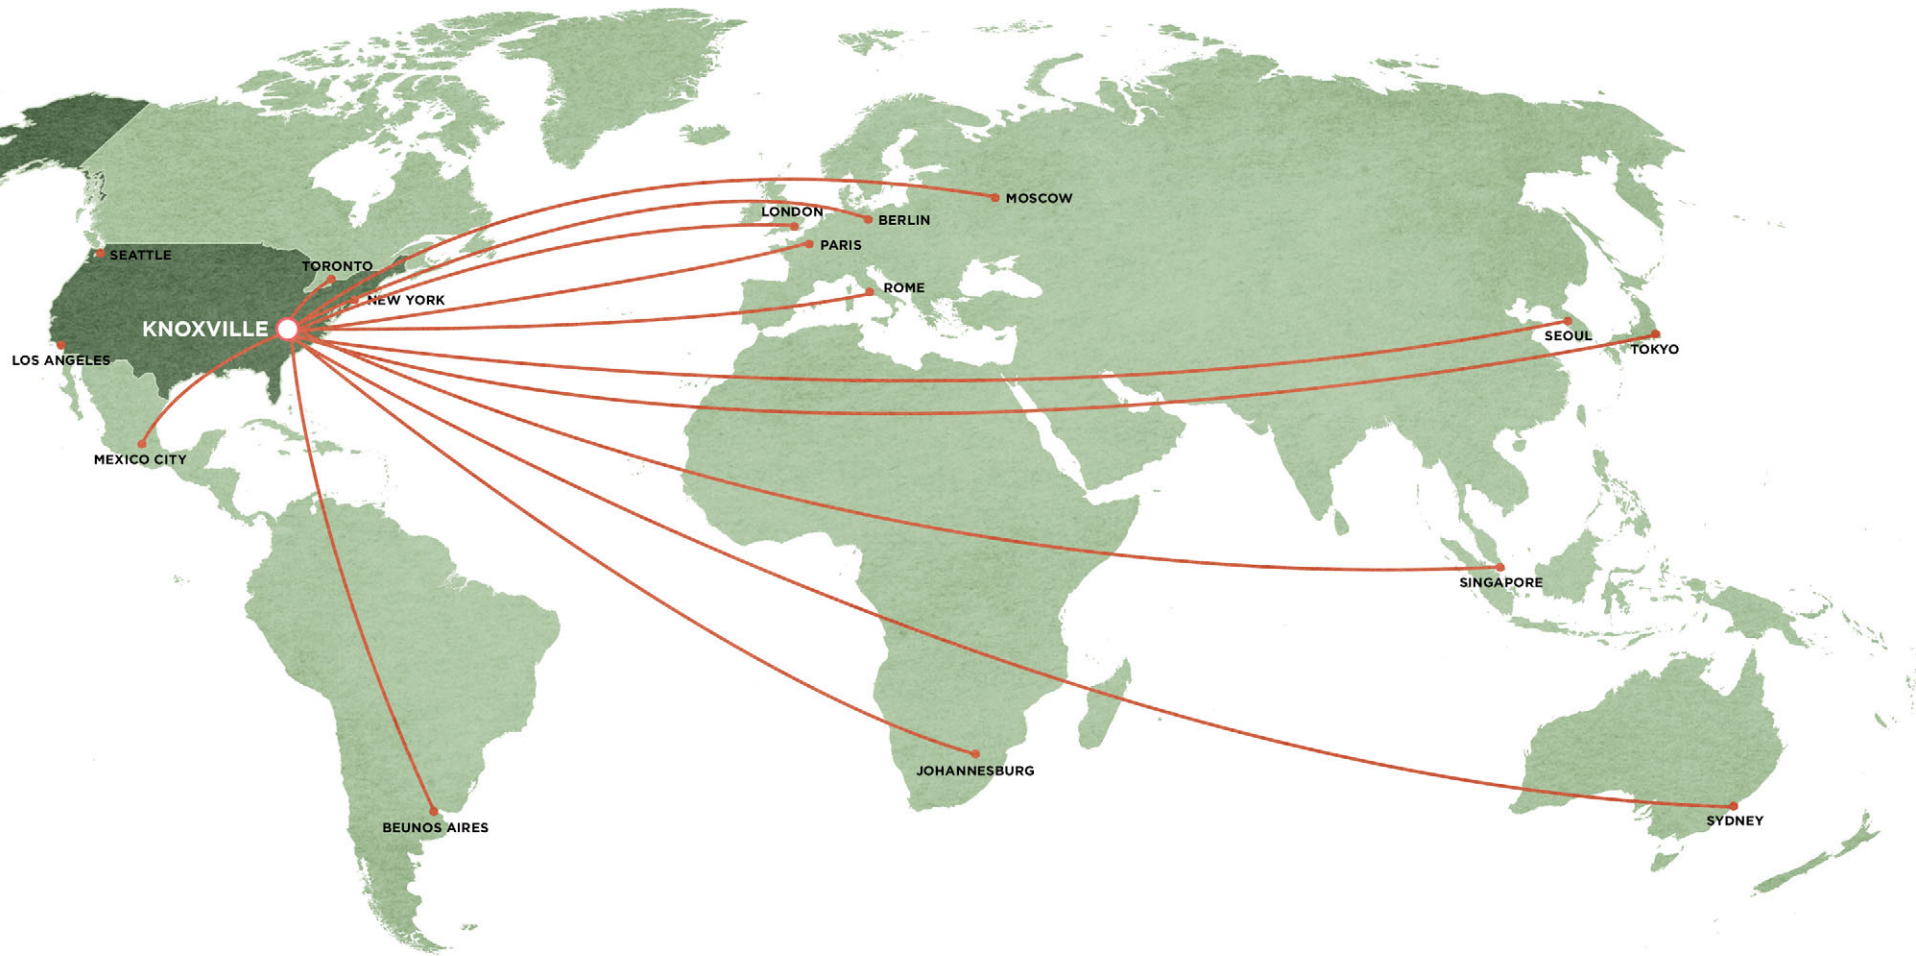 MOSCOW
LONDON
BERLIN
PARIS
SEATTLE
TORONTO
ROME
NEW YORK
KNOXVILLE
SEOUL
TOKYO
LOS ANGELES
MEXICO CITY
SINGAPORE
JOHANNESBURG
SYDNEY
BEUNOS AIRES